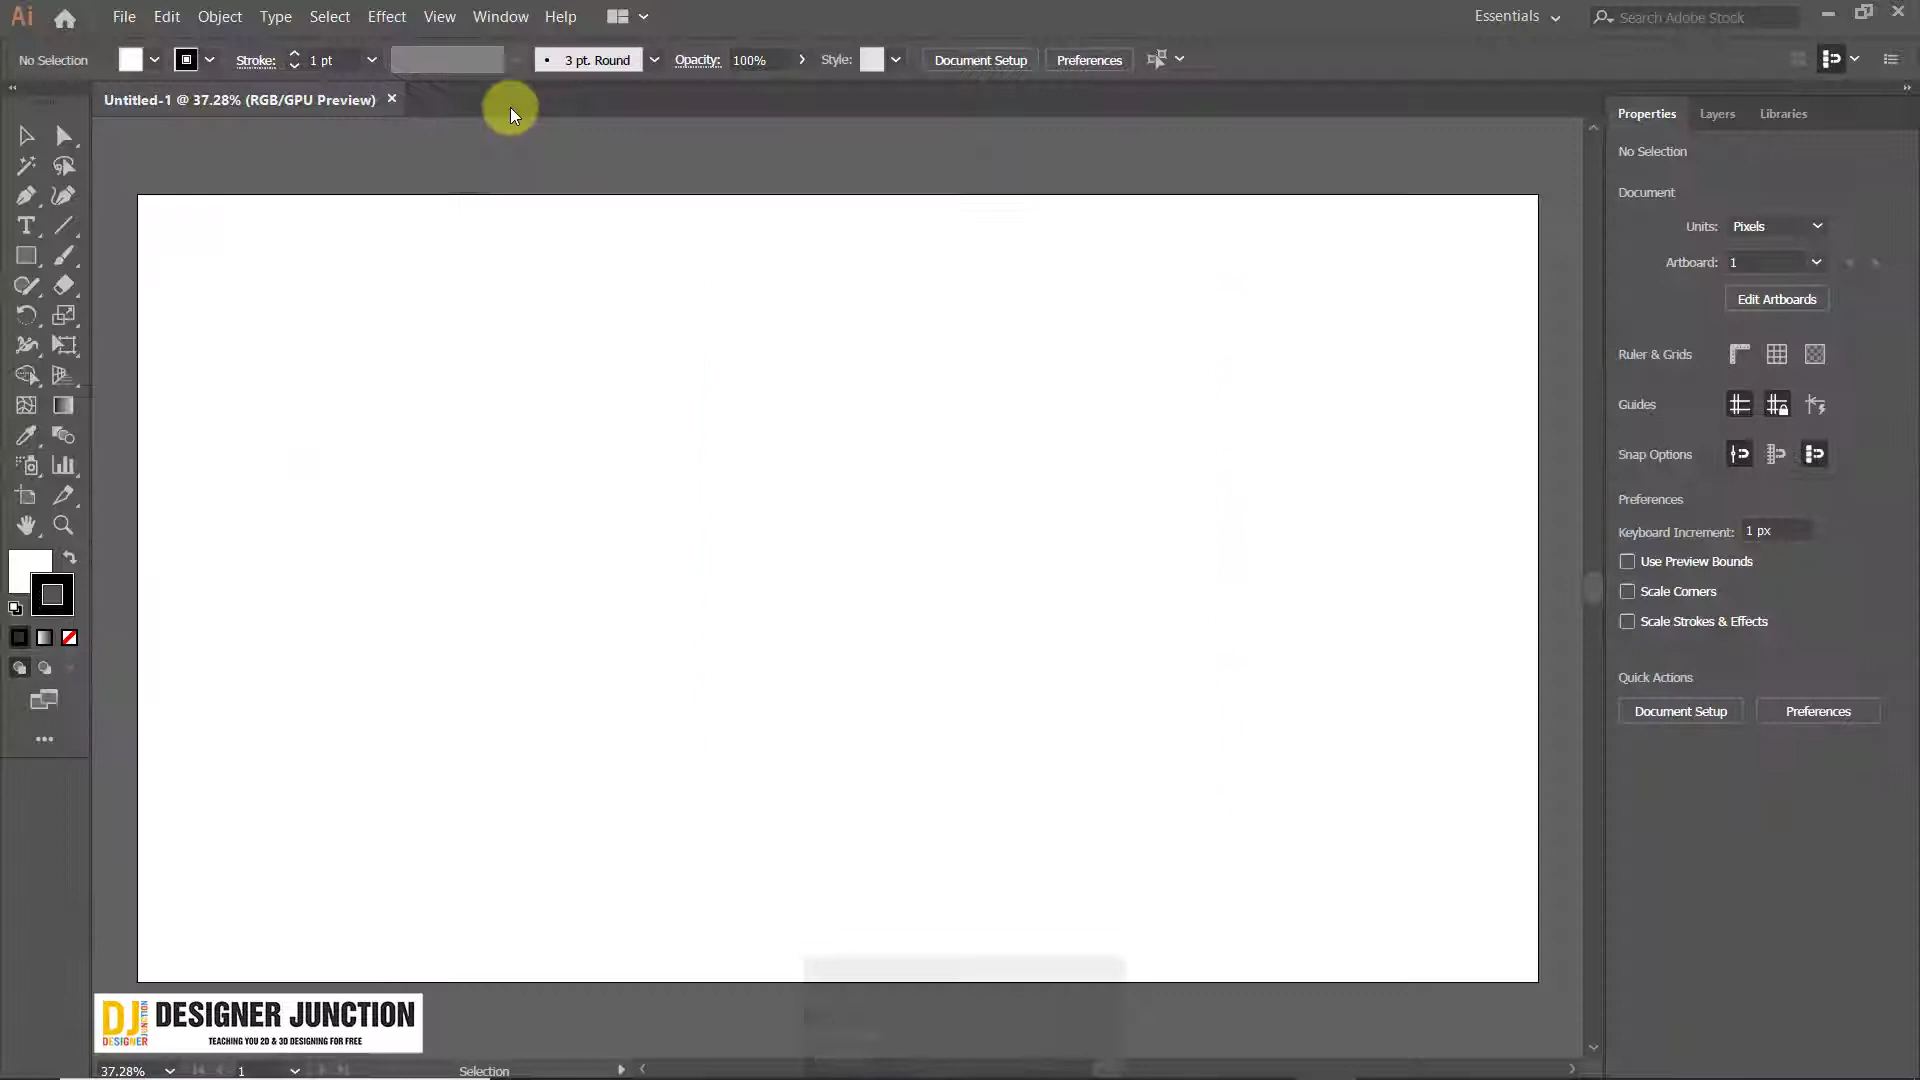 Ai File Edit Object Type Select Effect View Window Help Essentials Search Adobe Stock
No Selection Stroke: 1 pt 3 pt. Round Opacity: 100% Style: Document Setup Preferences
Untitled-1 @ 37.28% (RGB/GPU Preview)
Properties Layers Libraries
No Selection
Document
Units: Pixels
Artboard: 1
Edit Artboards
Ruler & Grids
Guides
Snap Options
Preferences
Keyboard Increment: 1 px
Use Preview Bounds
Scale Corners
Scale Strokes & Effects
Quick Actions
Document Setup Preferences
DJ DESIGNER JUNCTION
DESIGNER JUNCTION
TEACHING YOU 2D & 3D DESIGNING FOR FREE
37.28% 1 Selection